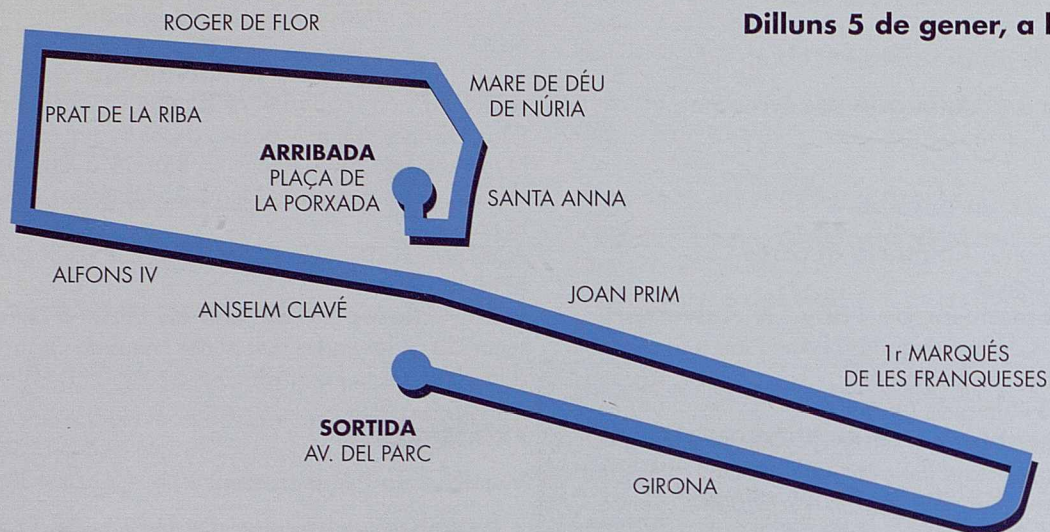 ROGER DE FLOR
Dilluns 5 de gener, a
MARE DE DÉU
DE NÚRIA
PRAT DE LA RIBA
ARRIBADA
PLAÇA DE
LA PORXADA
SANTA ANNA
ALFONS IV
ANSELM CLAVÉ
JOAN PRIM
1r MARQUÉS
DE LES FRANQUESES
SORTIDA
AV. DEL PARC
GIRONA